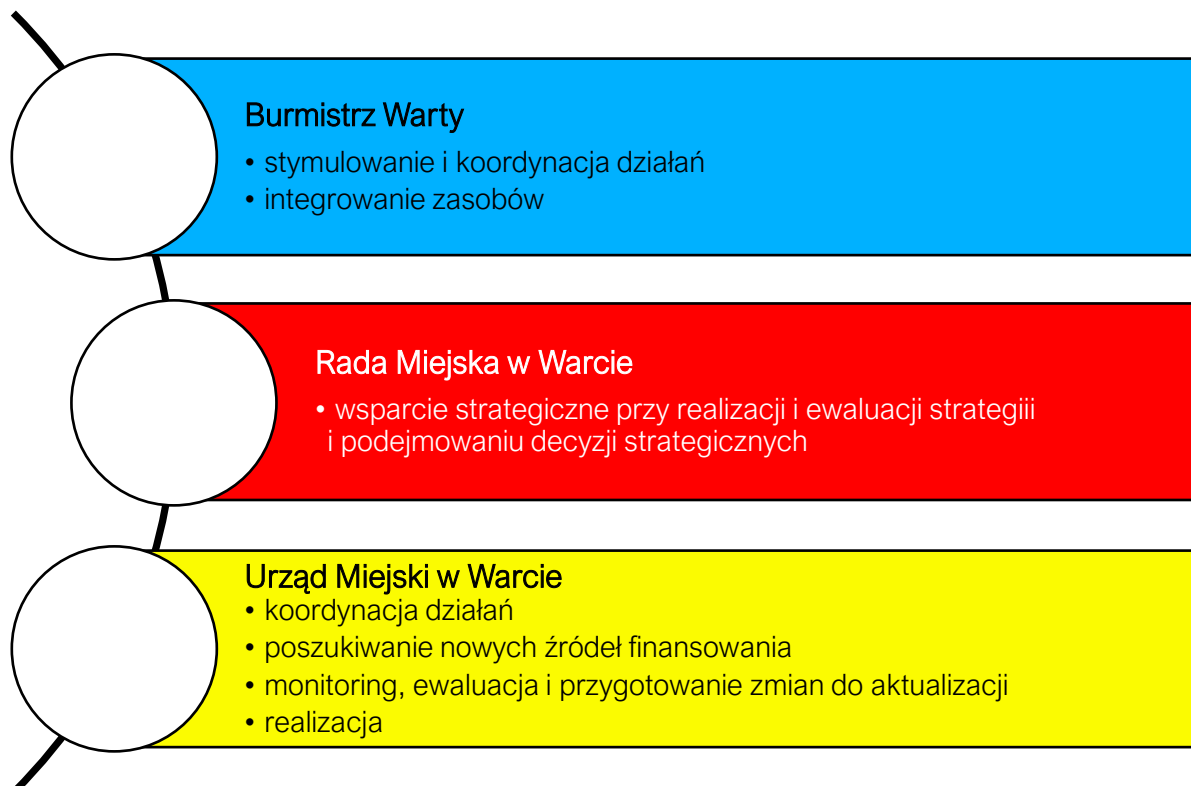 Burmistrz Warty
• stymulowanie i koordynacja działań
• integrowanie zasobów
Rada Miejska w Warcie
• wsparcie strategiczne przy realizacji i ewaluacji strategiii
i podejmowaniu decyzji strategicznych
Urząd Miejski w Warcie
• koordynacja działań
• poszukiwanie nowych źródeł finansowania
• monitoring, ewaluacja i przygotowanie zmian do aktualizacji
• realizacja